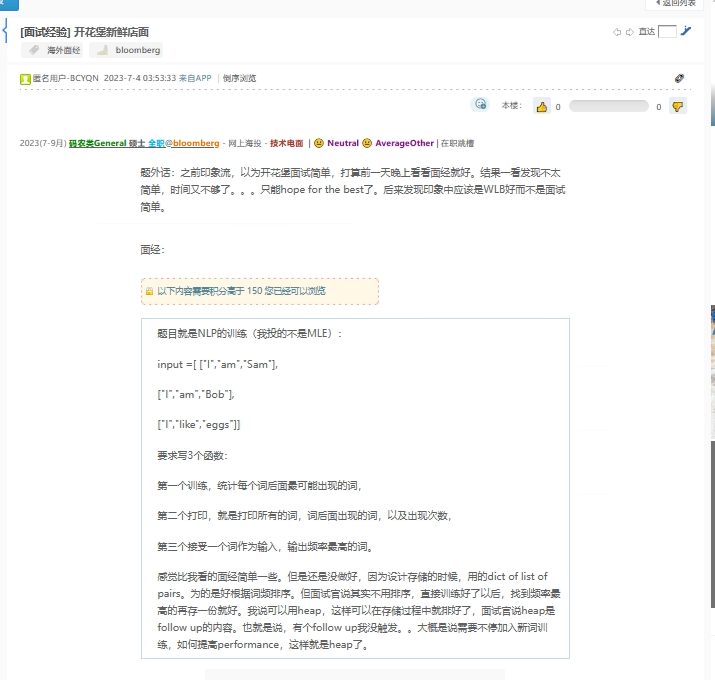 返回列表
[面试经验] 开花堡新鲜店面
直达
海外面经 bloomberg
匿名用户-BCYQN 2023-7-4 03:53:33 来自APP | 倒序浏览
本楼: 0 0
2023(7-9月) 码农类General 硕士 全职@bloomberg - 网上海投 - 技术电面 | Neutral AverageOther | 在职跳槽
题外话：之前印象流，以为开花堡面试简单，打算前一天晚上看看面经就好。结果一看发现不太
简单，时间又不够了。。。只能hope for the best了。后来发现印象中应该是WLB好而不是面试
简单。
面经：
以下内容需要积分高于 150 您已经可以浏览
题目就是NLP的训练（我投的不是MLE）：
input =[ ["I","am","Sam"],
["I","am","Bob"],
["I","like","eggs"]]
要求写3个函数：
第一个训练，统计每个词后面最可能出现的词，
第二个打印，就是打印所有的词，词后面出现的词，以及出现次数，
第三个接受一个词作为输入，输出频率最高的词。
感觉比我看的面经简单一些。但是还是没做好，因为设计存储的时候，用的dict of list of
pairs。为的是好根据词频排序。但面试官说其实不用排序，直接训练好了以后，找到频率最
高的再存一份就好。我说可以用heap，这样可以在存储过程中就排好了，面试官说heap是
follow up的内容。也就是说，有个follow up我没触发。。大概是说需要不停加入新词训
练，如何提高performance，这样就是heap了。